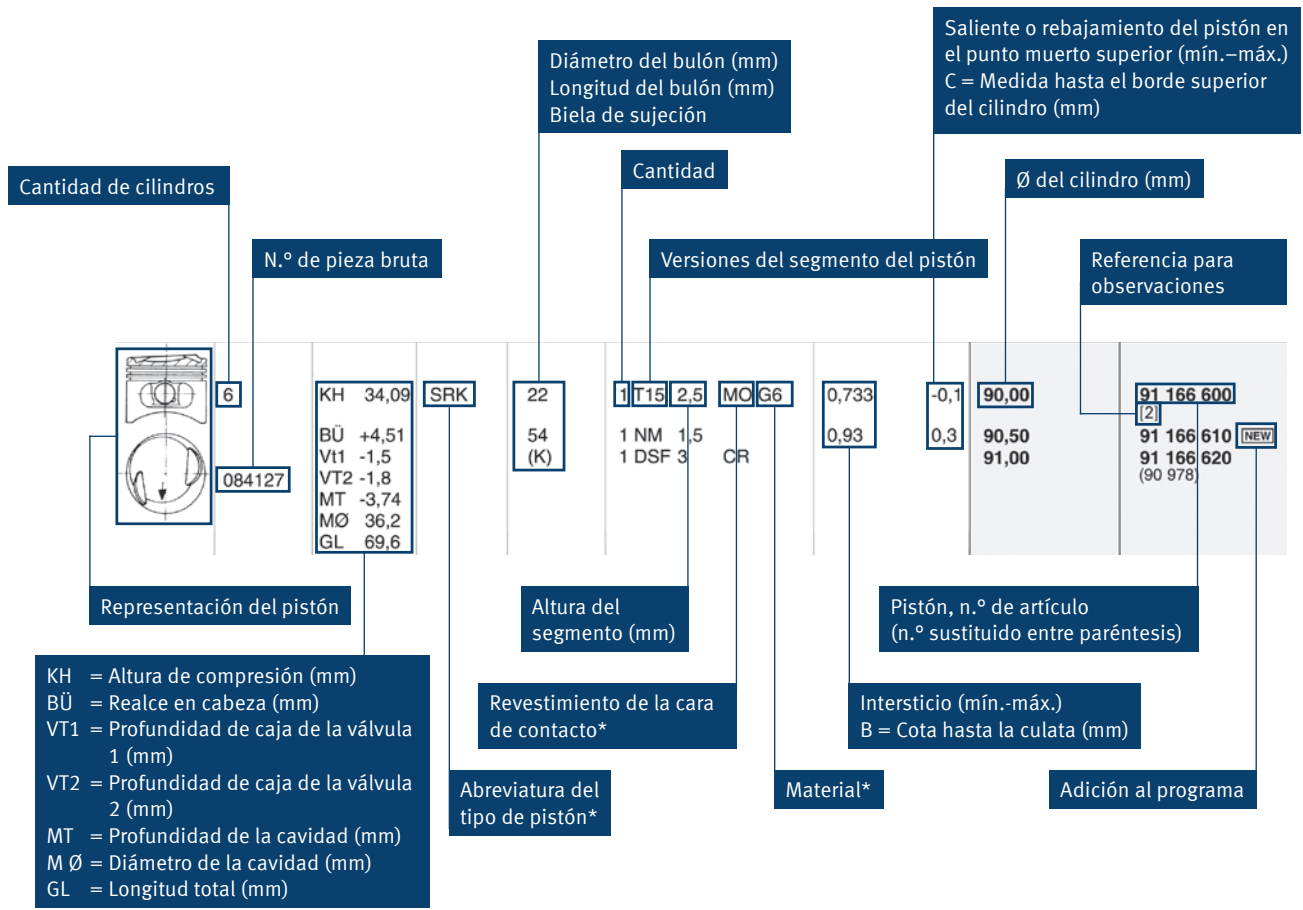 Saliente o rebajamiento del pistón en
el punto muerto superior (mín.–máx.)
C = Medida hasta el borde superior
del cilindro (mm)
Diámetro del bulón (mm)
Longitud del bulón (mm)
Biela de sujeción
Cantidad
Ø del cilindro (mm)
Cantidad de cilindros
N.º de pieza bruta
Versiones del segmento del pistón
Referencia para
observaciones
6 KH 34,09 SRK 22 1 T15 2,5 MO G6 0,733 -0,1 90,00 91 166 600
[2]
BÜ +4,51 54 1 NM 1,5 0,93 0,3 90,50 91 166 610 NEW
Vt1 -1,5 (K) 1 DSF 3 CR 91,00 91 166 620
084127 VT2 -1,8 (90 978)
MT -3,74
MØ 36,2
GL 69,6
Representación del pistón
Altura del
segmento (mm)
Pistón, n.º de artículo
(n.º sustituido entre paréntesis)
KH = Altura de compresión (mm)
BÜ = Realce en cabeza (mm)
VT1 = Profundidad de caja de la válvula
1 (mm)
VT2 = Profundidad de caja de la válvula
2 (mm)
MT = Profundidad de la cavidad (mm)
M Ø = Diámetro de la cavidad (mm)
GL = Longitud total (mm)
Revestimiento de la cara
de contacto*
Intersticio (mín.-máx.)
B = Cota hasta la culata (mm)
Abreviatura del
tipo de pistón*
Material*
Adición al programa